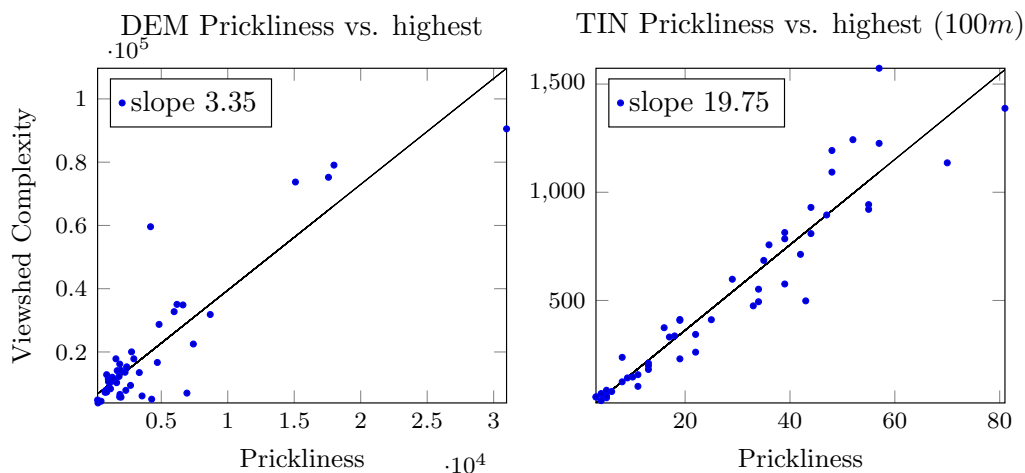 DEM Prickliness vs. highest
·10^5
slope 3.35
1
0.8
0.6
0.4
0.2
Viewshed Complexity
0.5 1 1.5 2 2.5 3
Prickliness
·10^4
TIN Prickliness vs. highest (100m)
slope 19.75
1,500
1,000
500
20 40 60 80
Prickliness